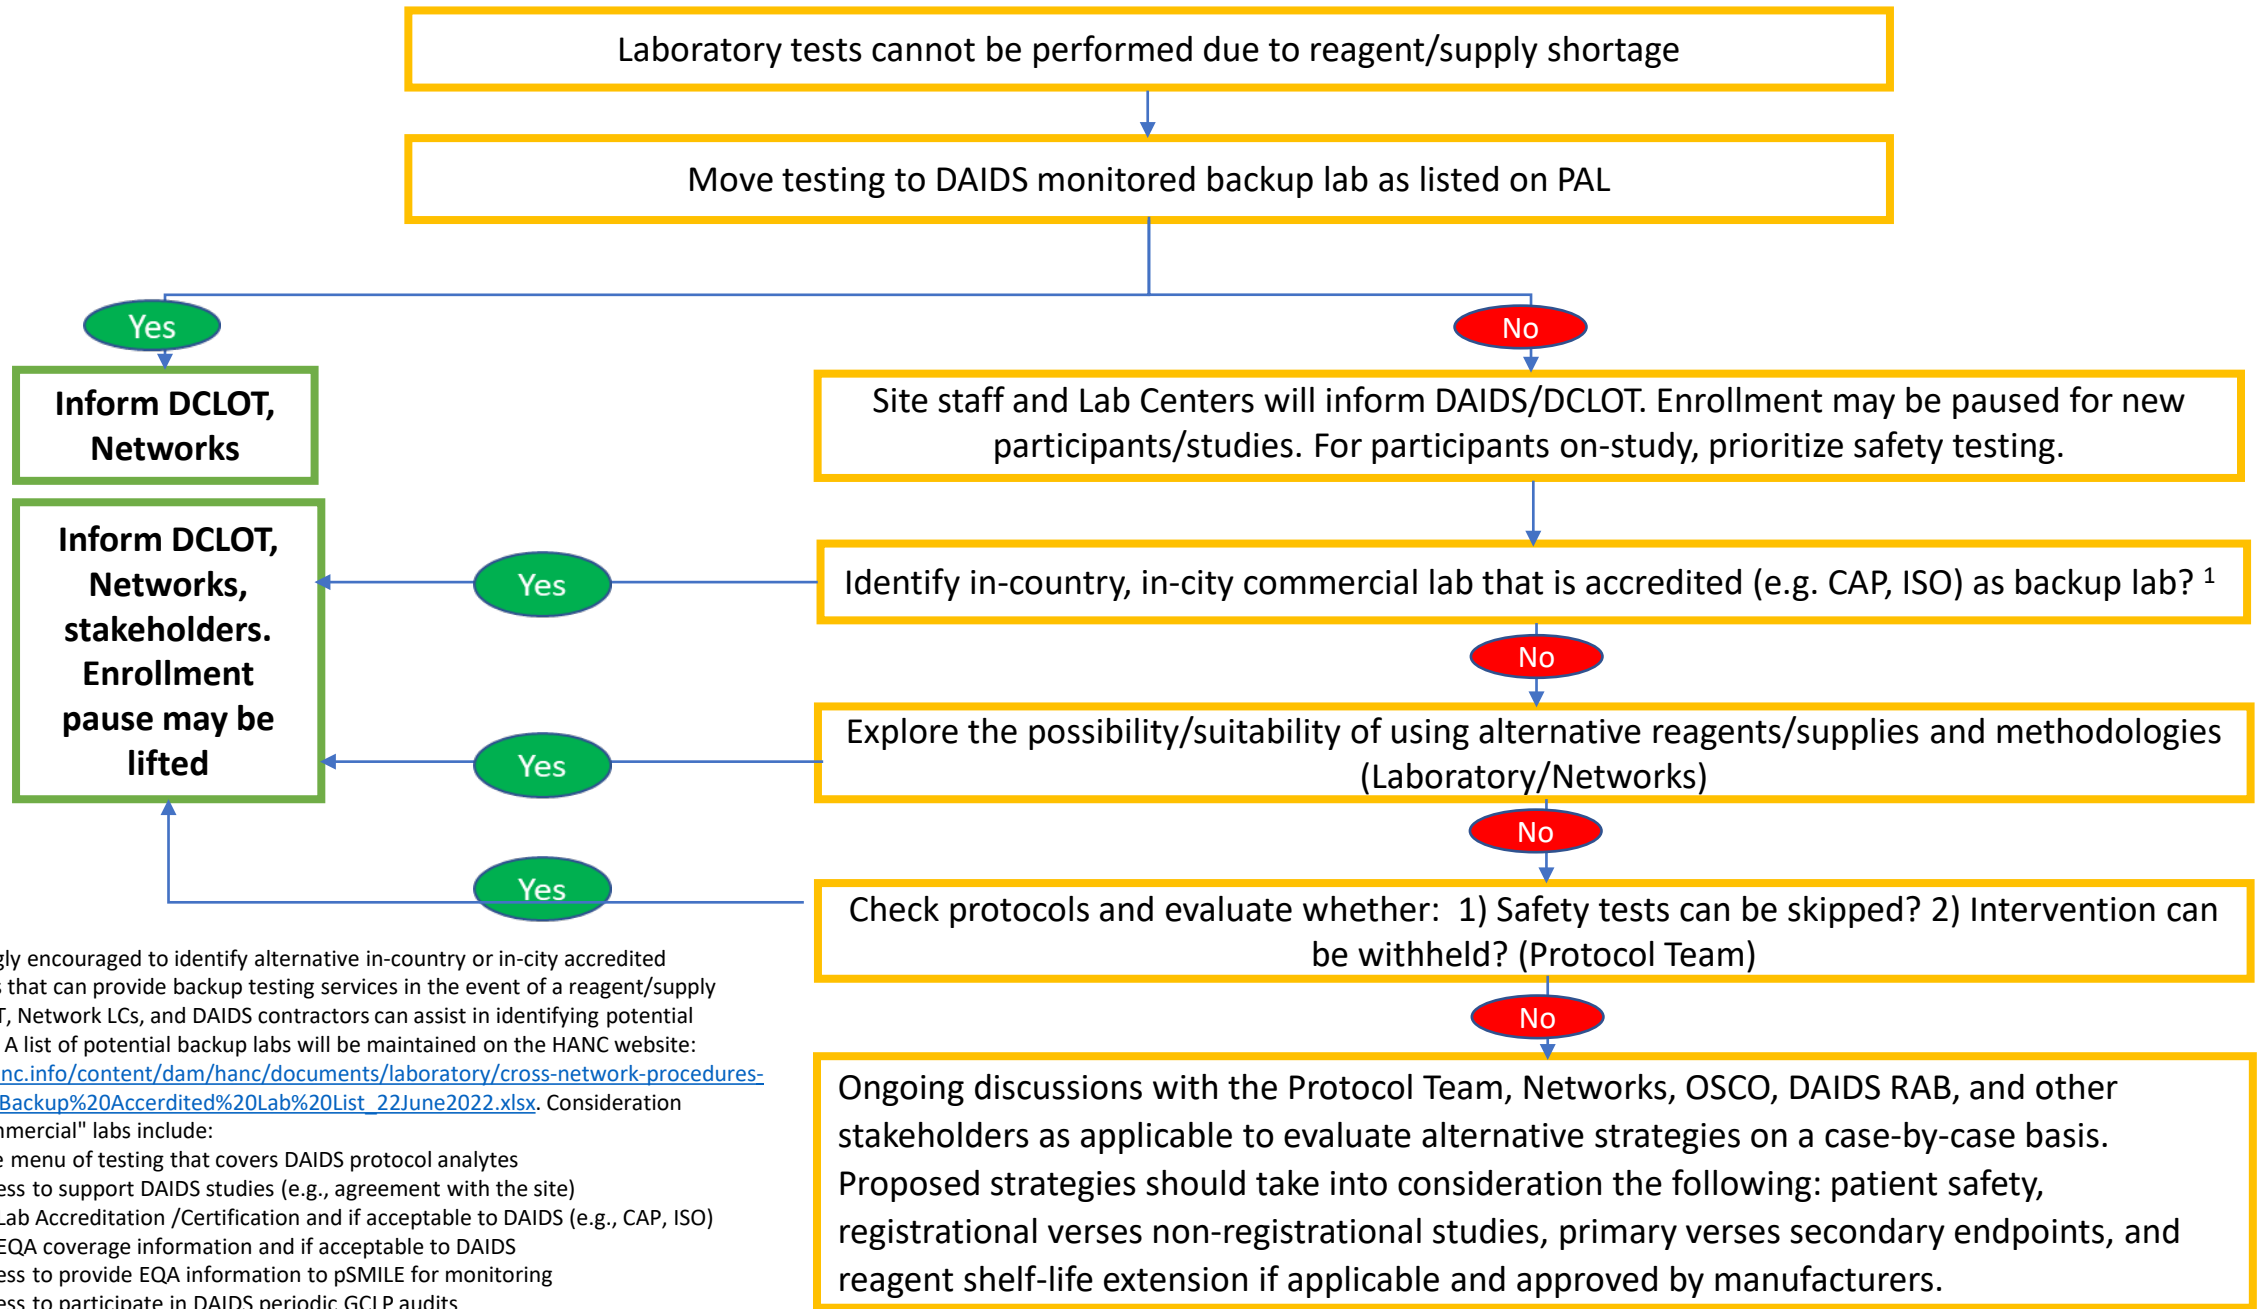 Laboratory tests cannot be performed due to reagent/supply shortage
Move testing to DAIDS monitored backup lab as listed on PAL
Yes
No
Inform DCLOT,
Networks
Site staff and Lab Centers will inform DAIDS/DCLOT. Enrollment may be paused for new
participants/studies. For participants on-study, prioritize safety testing.
Inform DCLOT,
Networks,
stakeholders.
Enrollment
pause may be
lifted
Yes
Identify in-country, in-city commercial lab that is accredited (e.g. CAP, ISO) as backup lab? 1
No
Yes
Explore the possibility/suitability of using alternative reagents/supplies and methodologies
(Laboratory/Networks)
No
Yes
Check protocols and evaluate whether: 1) Safety tests can be skipped? 2) Intervention can
be withheld? (Protocol Team)
No
Ongoing discussions with the Protocol Team, Networks, OSCO, DAIDS RAB, and other
stakeholders as applicable to evaluate alternative strategies on a case-by-case basis.
Proposed strategies should take into consideration the following: patient safety,
registrational verses non-registrational studies, primary verses secondary endpoints, and
reagent shelf-life extension if applicable and approved by manufacturers.
encouraged to identify alternative in-country or in-city accredited
that can provide backup testing services in the event of a reagent/supply
Network LCs, and DAIDS contractors can assist in identifying potential
A list of potential backup labs will be maintained on the HANC website:
nc.info/content/dam/hanc/documents/laboratory/cross-network-procedures-
Backup%20Accerdited%20Lab%20List_22June2022.xlsx. Consideration
labs include:
menu of testing that covers DAIDS protocol analytes
to support DAIDS studies (e.g., agreement with the site)
Lab Accreditation /Certification and if acceptable to DAIDS (e.g., CAP, ISO)
EQA coverage information and if acceptable to DAIDS
to provide EQA information to pSMILE for monitoring
to participate in DAIDS periodic GCLP audits